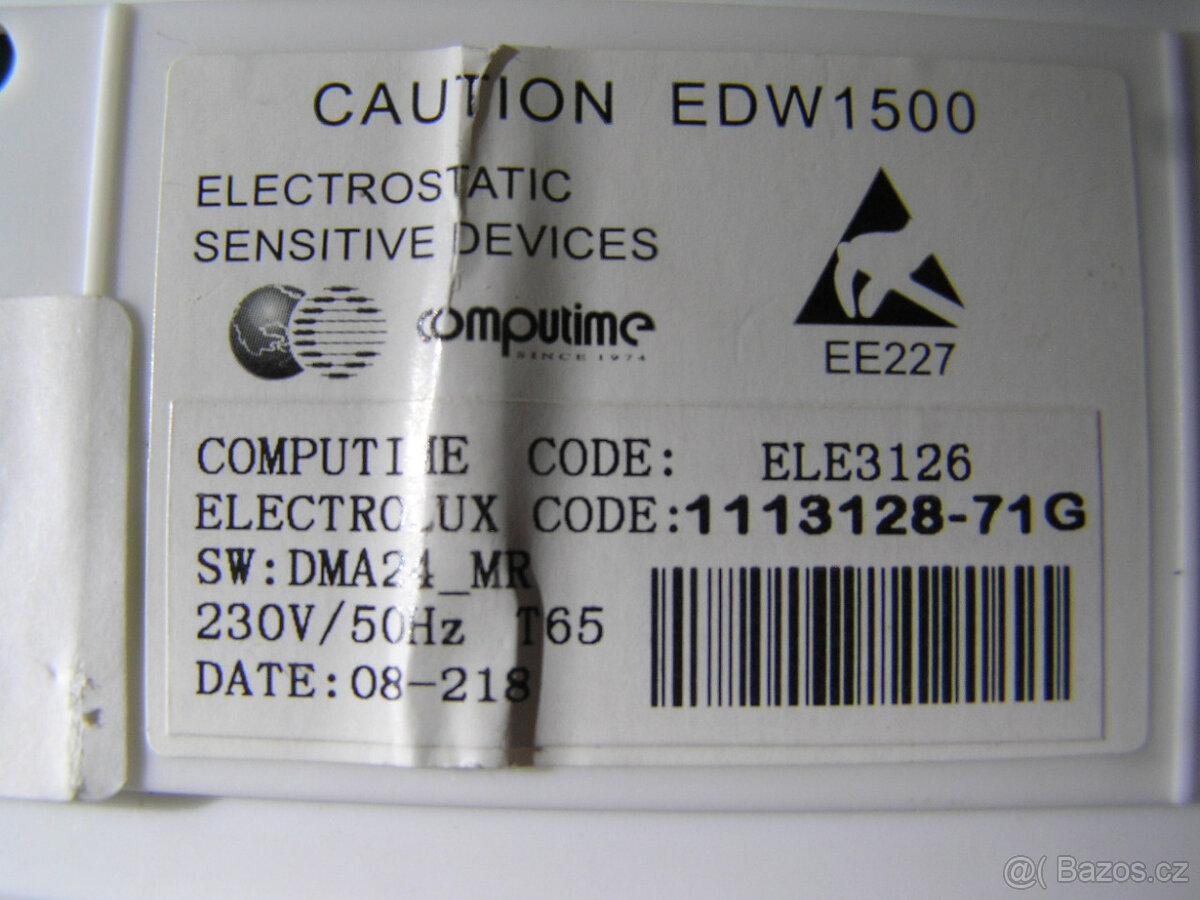 CAUTION EDW1500
ELECTROSTATIC
SENSITIVE DEVICES
computime
SINCE 1974
EE227
COMPUTIME CODE: ELE3126
ELECTROLUX CODE:1113128-71G
SW:DMA24_MR
230V/50Hz T65
DATE:08-218
@( Bazos.cz